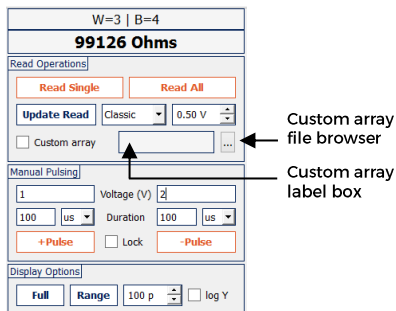 W=3 | B=4
99126 Ohms
Read Operations
Read Single Read All
Update Read Classic 0.50 V
Custom array ...
Custom array
file browser
Custom array
label box
Manual Pulsing
1 Voltage (V) 2
100 us Duration 100 us
+Pulse Lock -Pulse
Display Options
Full Range 100 p log Y